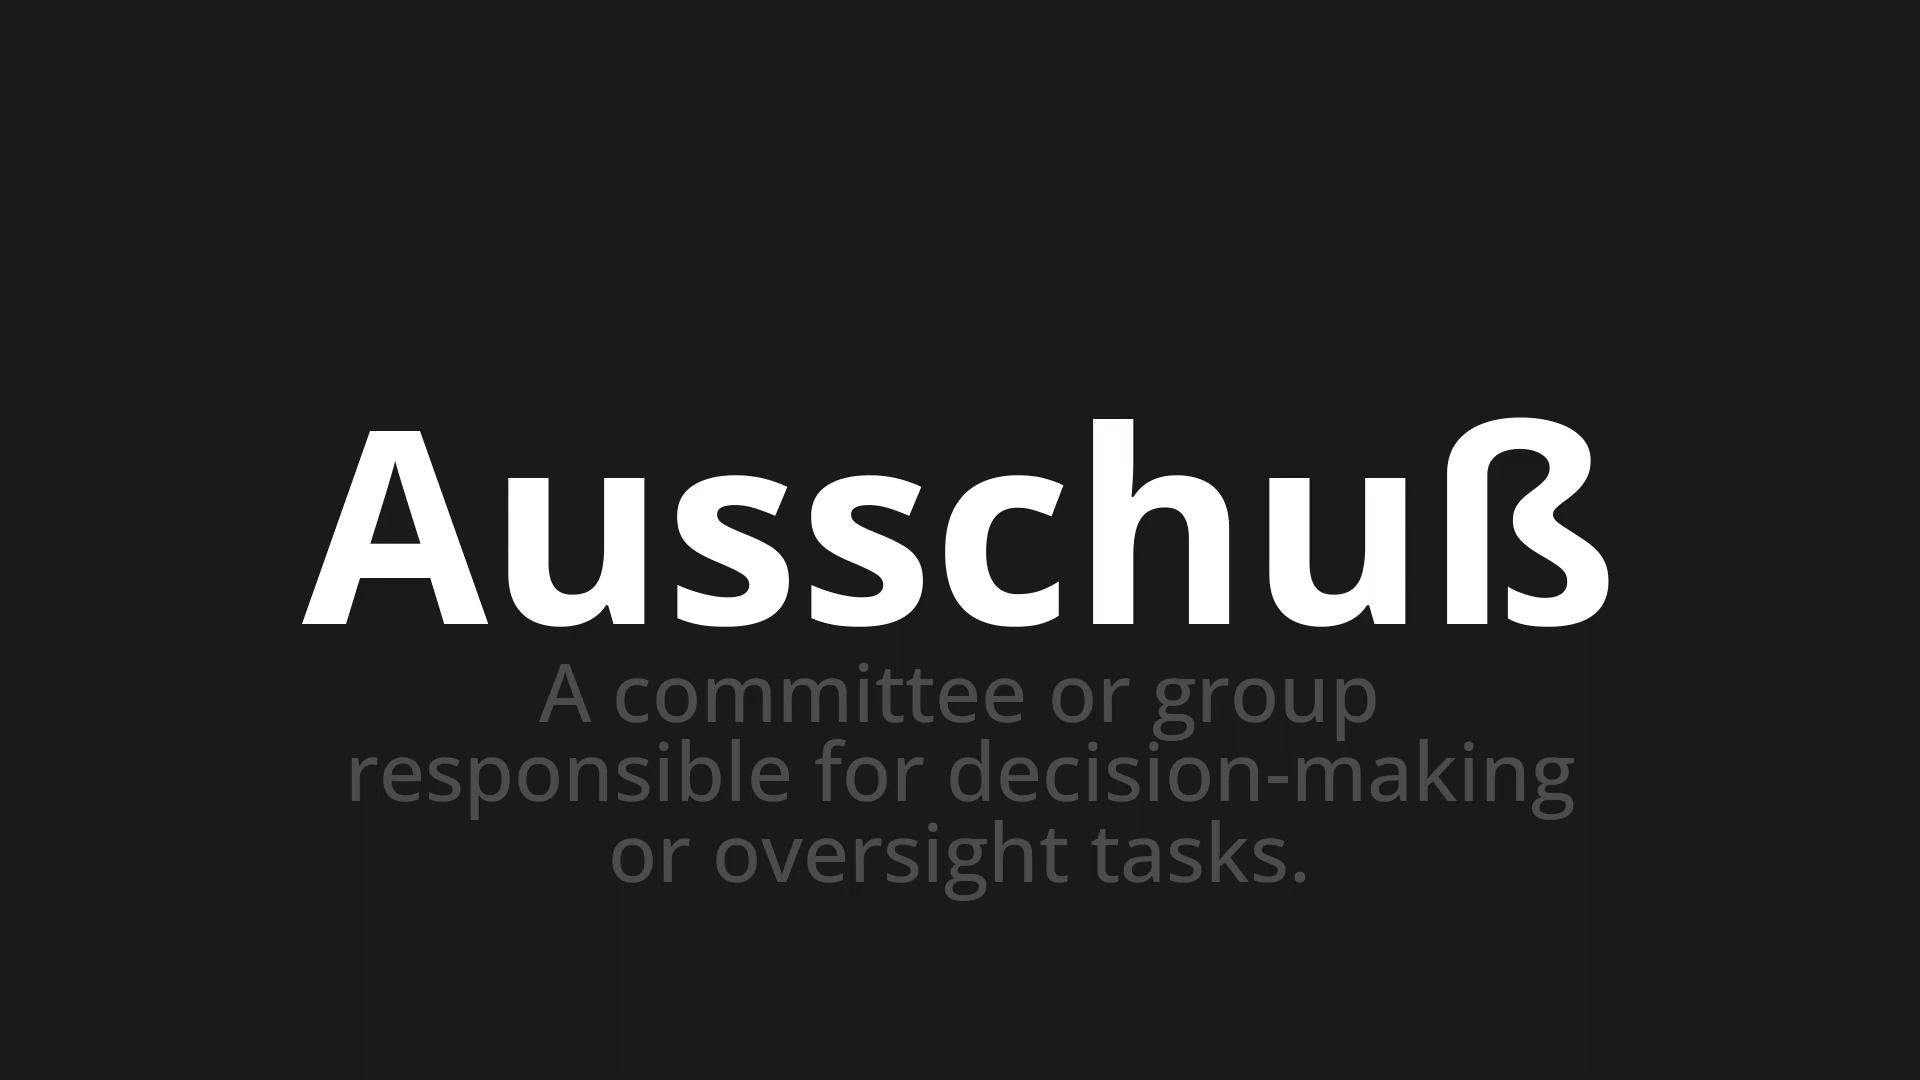 Ausschuß
A committee or group
responsible for decision-making
or oversight tasks.